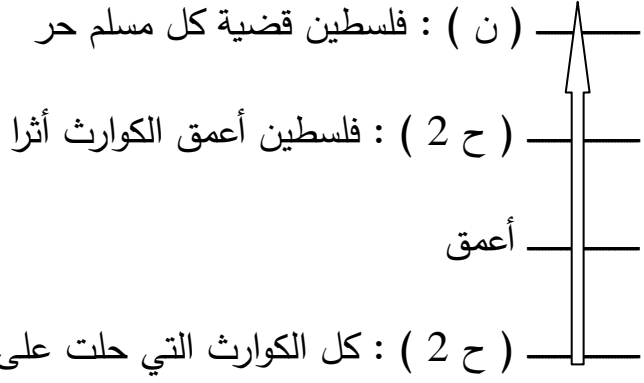 ( ن ) : فلسطين قضية كل مسلم حر
( ح 2 ) : فلسطين أعمق الكوارث أثرا
أعمق
( ح 2 ) : كل الكوارث التي حلت على